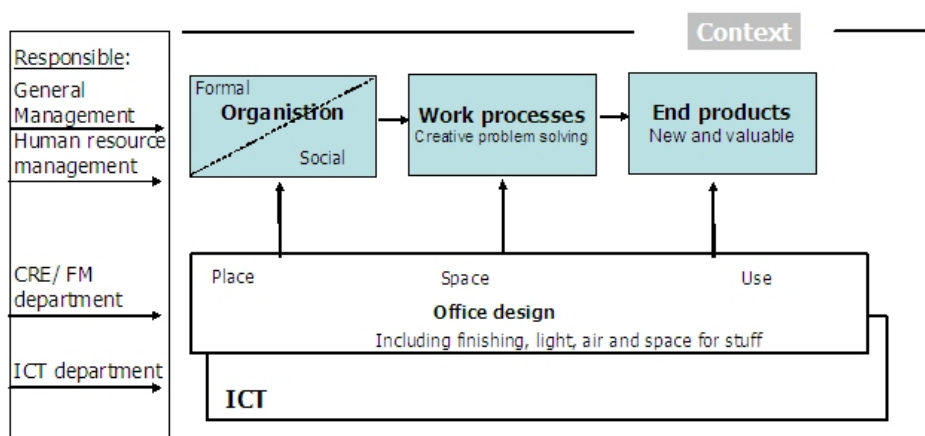 Context
Responsible:
General
Management
Human resource
management
CRE/ FM
department
ICT department
Formal
Organistion
Social
Work processes
Creative problem solving
End products
New and valuable
Place
Space
Use
Office design
Including finishing, light, air and space for stuff
ICT